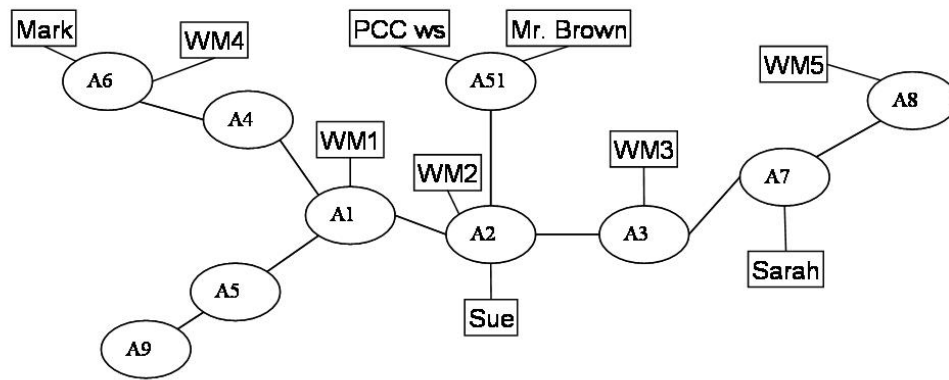 Mark
WM4
PCC ws
Mr. Brown
A6
A51
WM5
A8
A4
WM1
WM2
WM3
A7
A1
A2
A3
Sarah
A5
Sue
A9